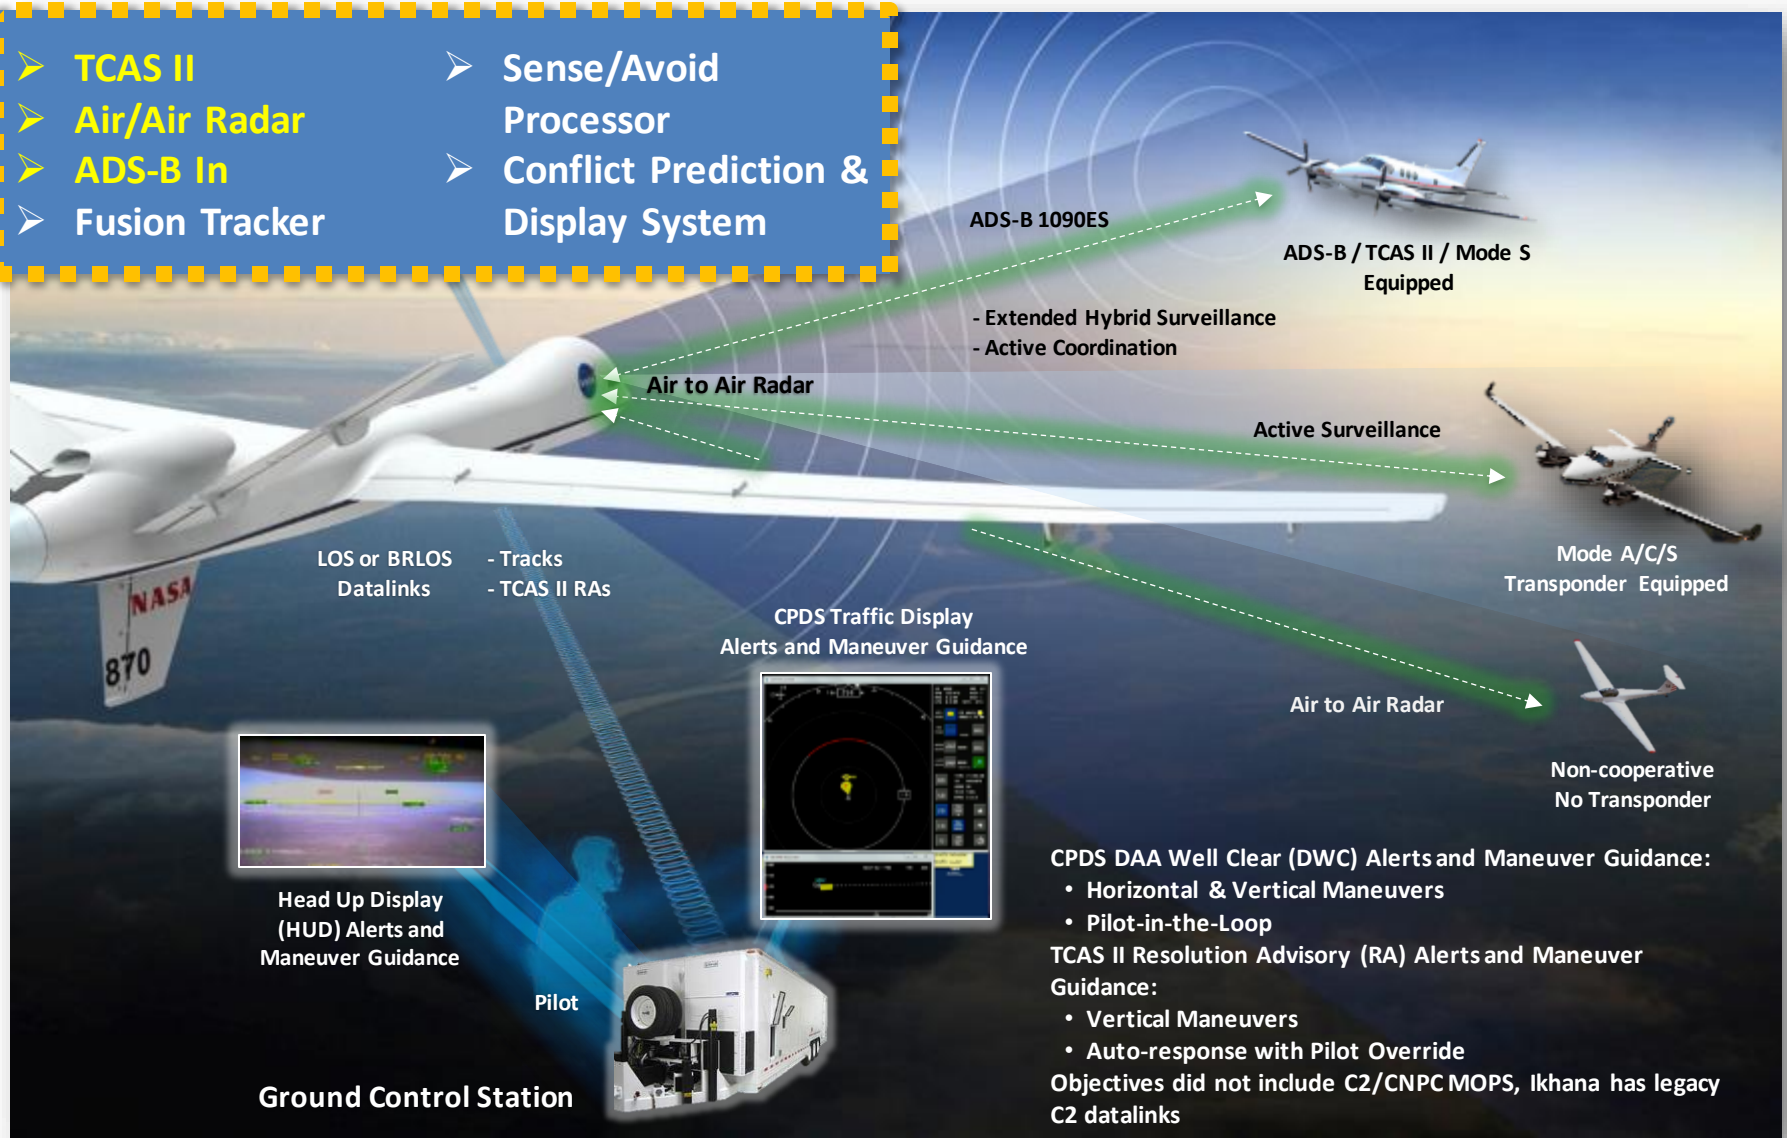 TCAS II
Air/Air Radar
ADS-B In
Fusion Tracker
Sense/Avoid
Processor
Conflict Prediction &
Display System
ADS-B 1090ES
ADS-B / TCAS II / Mode S
Equipped
- Extended Hybrid Surveillance
- Active Coordination
Air to Air Radar
Active Surveillance
Mode A/C/S
Transponder Equipped
LOS or BRLOS
Datalinks
- Tracks
- TCAS II RAs
NASA
870
CPDS Traffic Display
Alerts and Maneuver Guidance
Air to Air Radar
Non-cooperative
No Transponder
Head Up Display
(HUD) Alerts and
Maneuver Guidance
Pilot
Ground Control Station
CPDS DAA Well Clear (DWC) Alerts and Maneuver Guidance:
• Horizontal & Vertical Maneuvers
• Pilot-in-the-Loop
TCAS II Resolution Advisory (RA) Alerts and Maneuver
Guidance:
• Vertical Maneuvers
• Auto-response with Pilot Override
Objectives did not include C2/CNPC MOPS, Ikhana has legacy
C2 datalinks